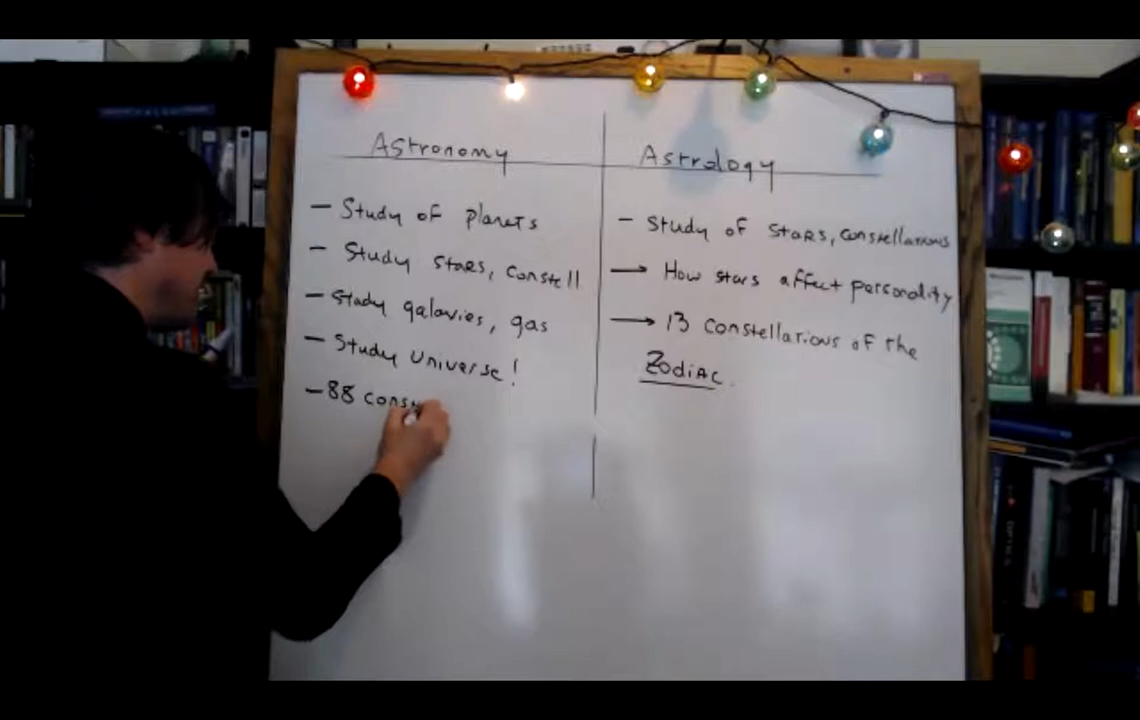 Astronomy
- Study of planets
- Study stars, constell
- Study galaxies, gas
- Study Universe!
- 88 cons
Astrology
- Study of stars, constellations
→ How stars affect personality
→ 13 constellations of the
Zodiac.